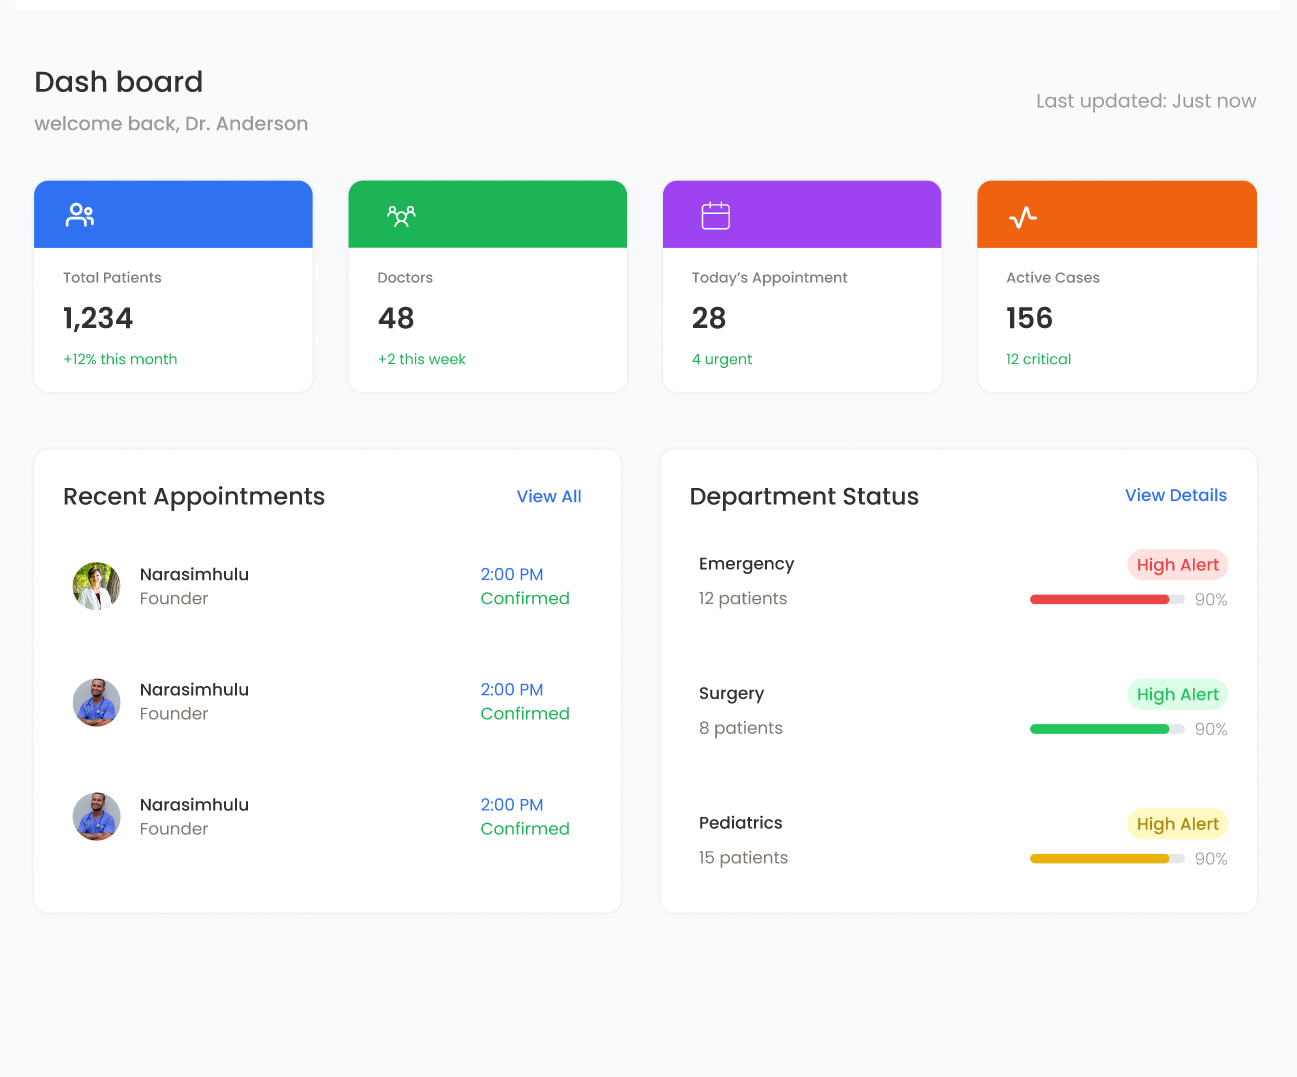 Dash board
welcome back, Dr. Anderson
Last updated: Just now
Total Patients
1,234
+12% this month
Doctors
48
+2 this week
Today's Appointment
28
4 urgent
Active Cases
156
12 critical
Recent Appointments
View All
Narasimhulu
Founder
2:00 PM
Confirmed
Narasimhulu
Founder
2:00 PM
Confirmed
Narasimhulu
Founder
2:00 PM
Confirmed
Department Status
View Details
Emergency
High Alert
12 patients
90%
Surgery
High Alert
8 patients
90%
Pediatrics
High Alert
15 patients
90%